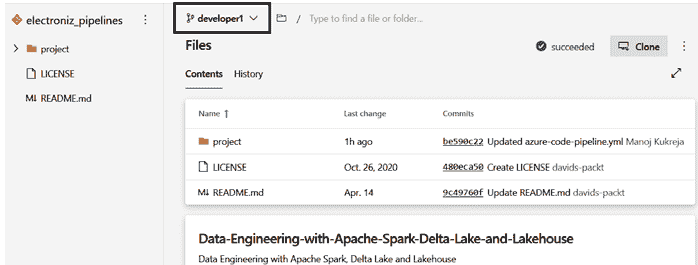 electroniz_pipelines
project
LICENSE
README.md
developer1
/ Type to find a file or folder...
Files
succeeded
Clone
Contents History
Name Last change Commits
project 1h ago be590c22 Updated azure-code-pipeline.yml Manoj Kukreja
LICENSE Oct. 26, 2020 480eca50 Create LICENSE davids-packt
README.md Apr. 14 9c49760f Update README.md davids-packt
Data-Engineering-with-Apache-Spark-Delta-Lake-and-Lakehouse
Data Engineering with Apache Spark, Delta Lake and Lakehouse